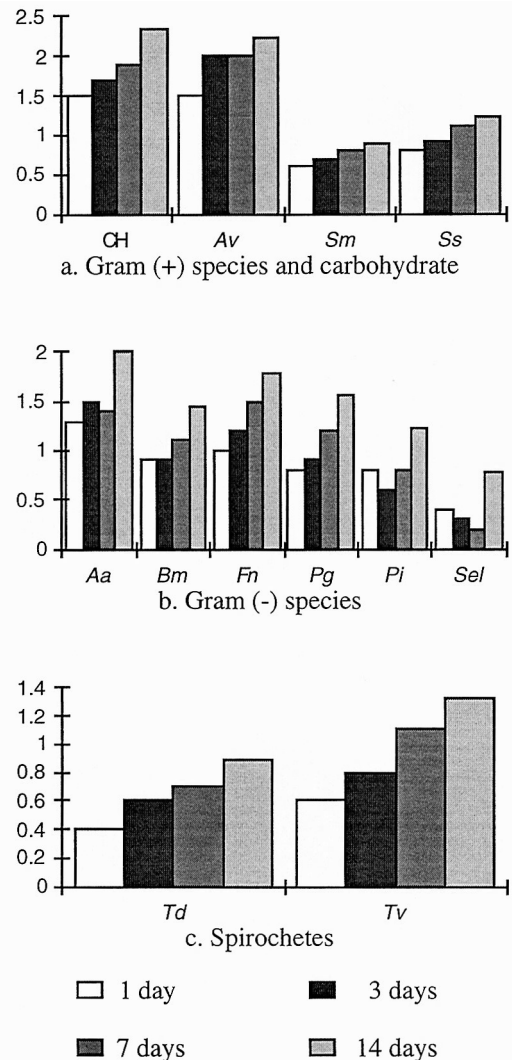 2.5
2
1.5
1
0.5
0
CH Av Sm Ss
a. Gram (+) species and carbohydrate
2
1.5
1
0.5
0
Aa Bm Fn Pg Pi Sel
b. Gram (-) species
1.4
1.2
1
0.8
0.6
0.4
0.2
0
Td Tv
c. Spirochetes
1 day 3 days
7 days 14 days